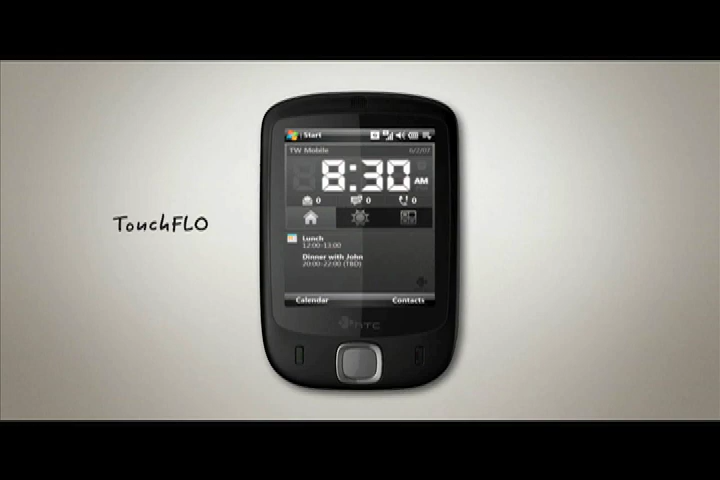 TouchFLO
Start
TW Mobile 6/2/07
8:30 AM
0 0 0
Lunch
12:00-13:00
Dinner with John
20:00-22:00 (TBD)
Calendar Contacts
hTC